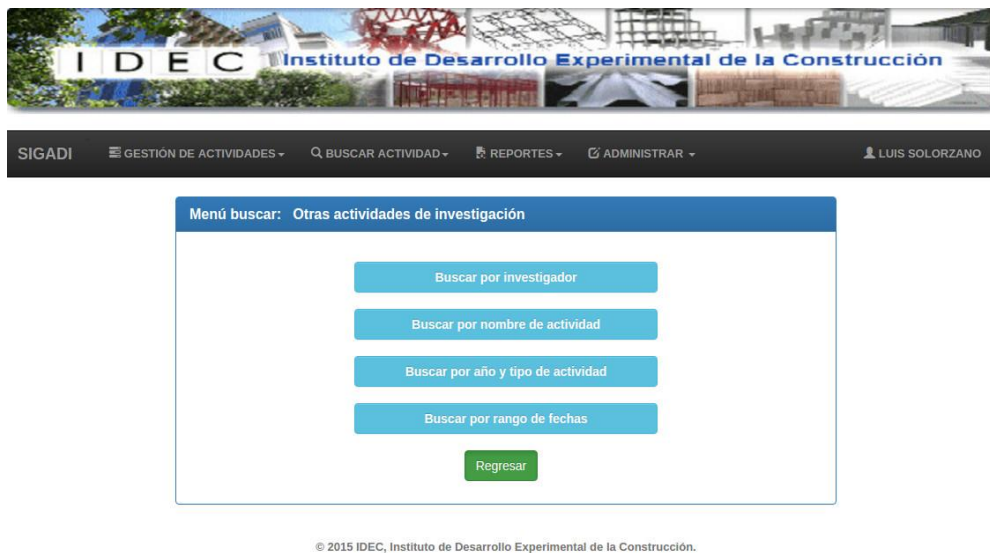 IDEC Instituto de Desarrollo Experimental de la Construcción
SIGADI GESTIÓN DE ACTIVIDADES BUSCAR ACTIVIDAD REPORTES ADMINISTRAR LUIS SOLORZANO
Menú buscar: Otras actividades de investigación
Buscar por investigador
Buscar por nombre de actividad
Buscar por año y tipo de actividad
Buscar por rango de fechas
Regresar
© 2015 IDEC, Instituto de Desarrollo Experimental de la Construcción.